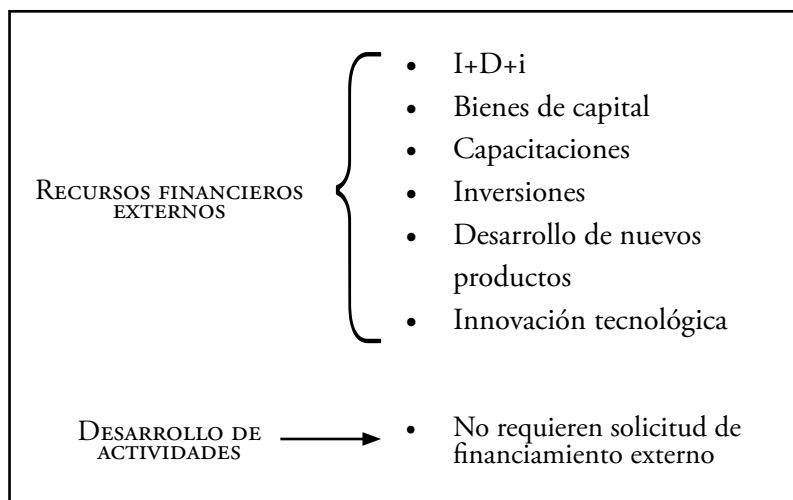 RECURSOS FINANCIEROS
EXTERNOS
• I+D+i
• Bienes de capital
• Capacitaciones
• Inversiones
• Desarrollo de nuevos
productos
• Innovación tecnológica
DESARROLLO DE
ACTIVIDADES
• No requieren solicitud de
financiamiento externo